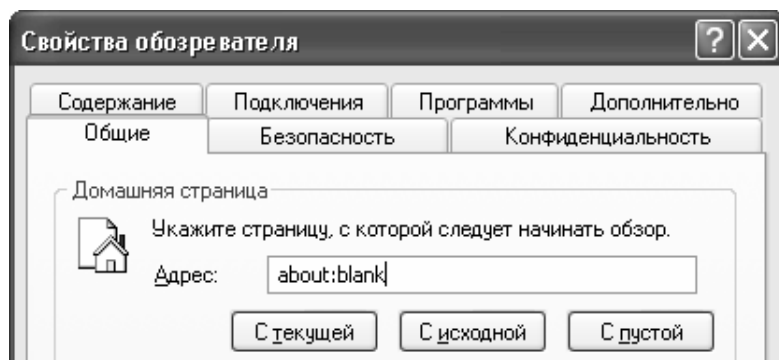 Свойства обозревателя
Содержание Подключения Программы Дополнительно
Общие Безопасность Конфиденциальность
Домашняя страница
Укажите страницу, с которой следует начинать обзор.
Адрес: about:blank
С текущей С исходной С пустой